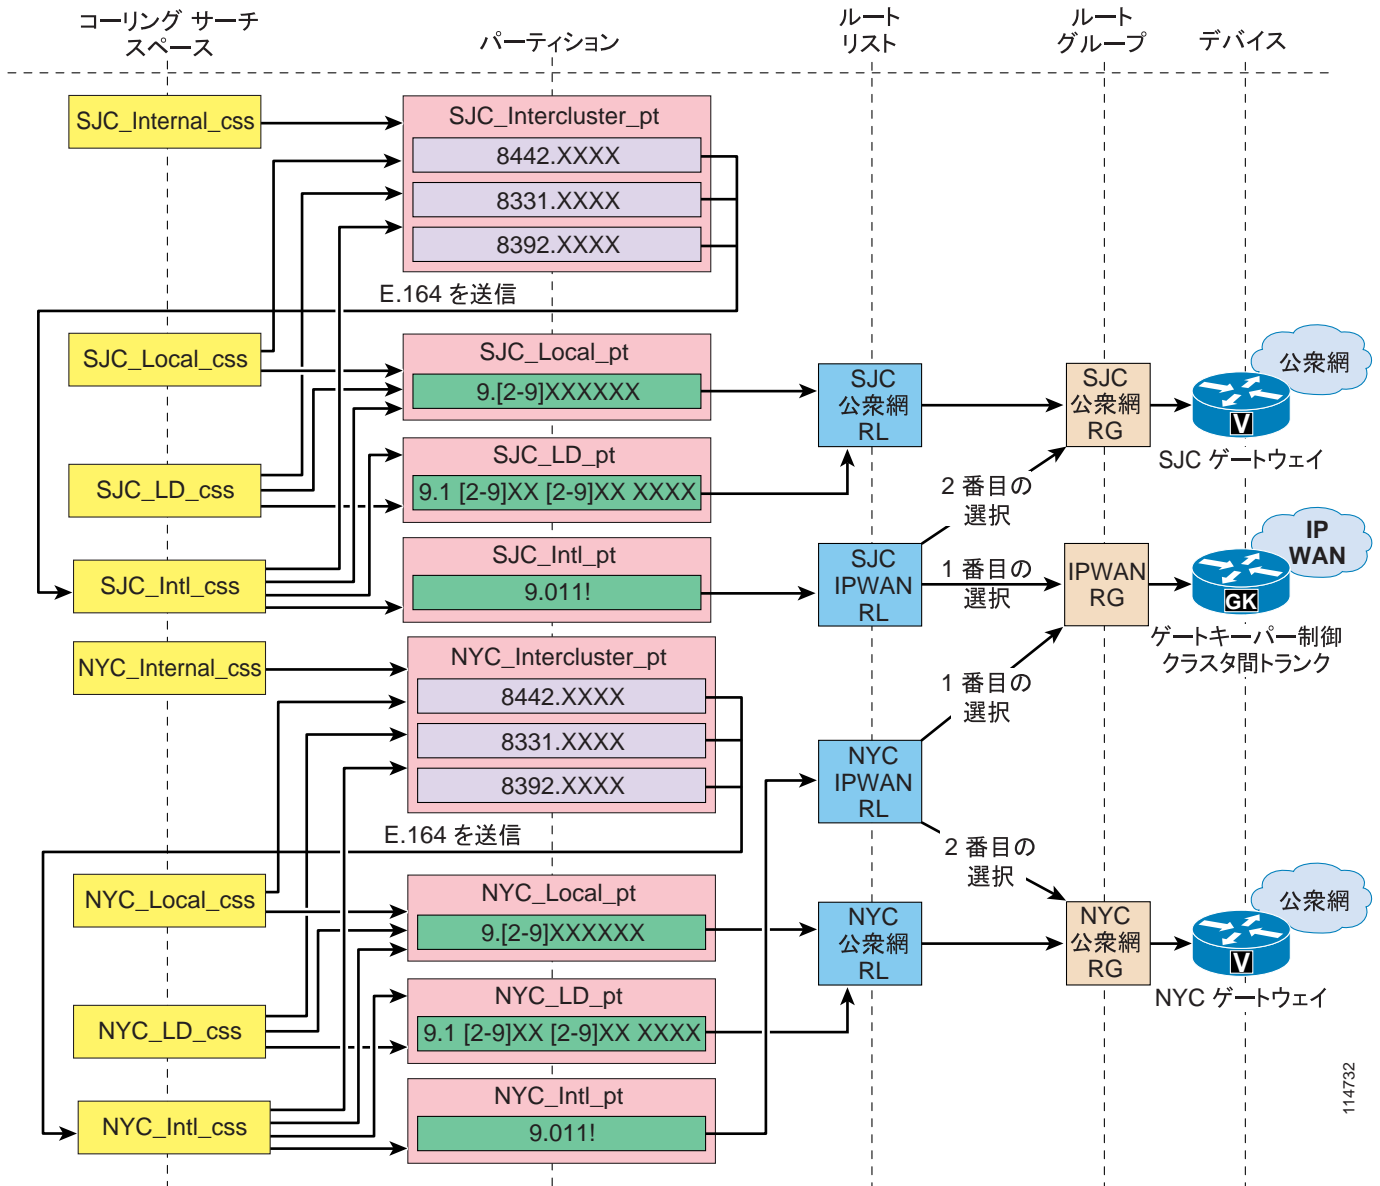 コーリング サーチ
スペース
パーティション
ルート
リスト
ルート
グループ
デバイス
SJC_Internal_css
SJC_Intercluster_pt
8442.XXXX
8331.XXXX
8392.XXXX
E.164 を送信
SJC_Local_css
SJC_Local_pt
9.[2-9]XXXXXX
SJC
公衆網
RL
SJC
公衆網
RG
公衆網
V
SJC ゲートウェイ
SJC_LD_css
SJC_LD_pt
9.1 [2-9]XX [2-9]XX XXXX
2 番目の
選択
SJC_Intl_css
SJC_Intl_pt
9.011!
SJC
IPWAN
RL
1 番目の
選択
IPWAN
RG
IP
WAN
GK
ゲートキーパー制御
クラスタ間トランク
NYC_Internal_css
NYC_Intercluster_pt
8442.XXXX
8331.XXXX
8392.XXXX
1 番目の
選択
NYC
IPWAN
RL
E.164 を送信
2 番目の
選択
NYC_Local_css
NYC_Local_pt
9.[2-9]XXXXXX
NYC
公衆網
RL
NYC
公衆網
RG
公衆網
V
NYC ゲートウェイ
NYC_LD_css
NYC_LD_pt
9.1 [2-9]XX [2-9]XX XXXX
NYC_Intl_css
NYC_Intl_pt
9.011!
114732